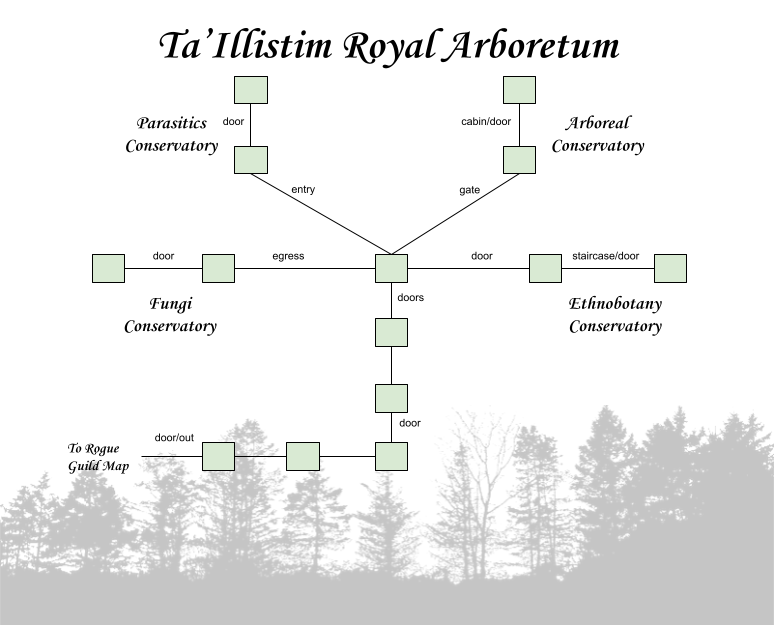 Ta'Illistim Royal Arboretum
Parasitics
Conservatory
door
cabin/door
Arboreal
Conservatory
entry
gate
door
egress
door
staircase/door
Fungi
Conservatory
doors
Ethnobotany
Conservatory
door
To Rogue
Guild Map
door/out